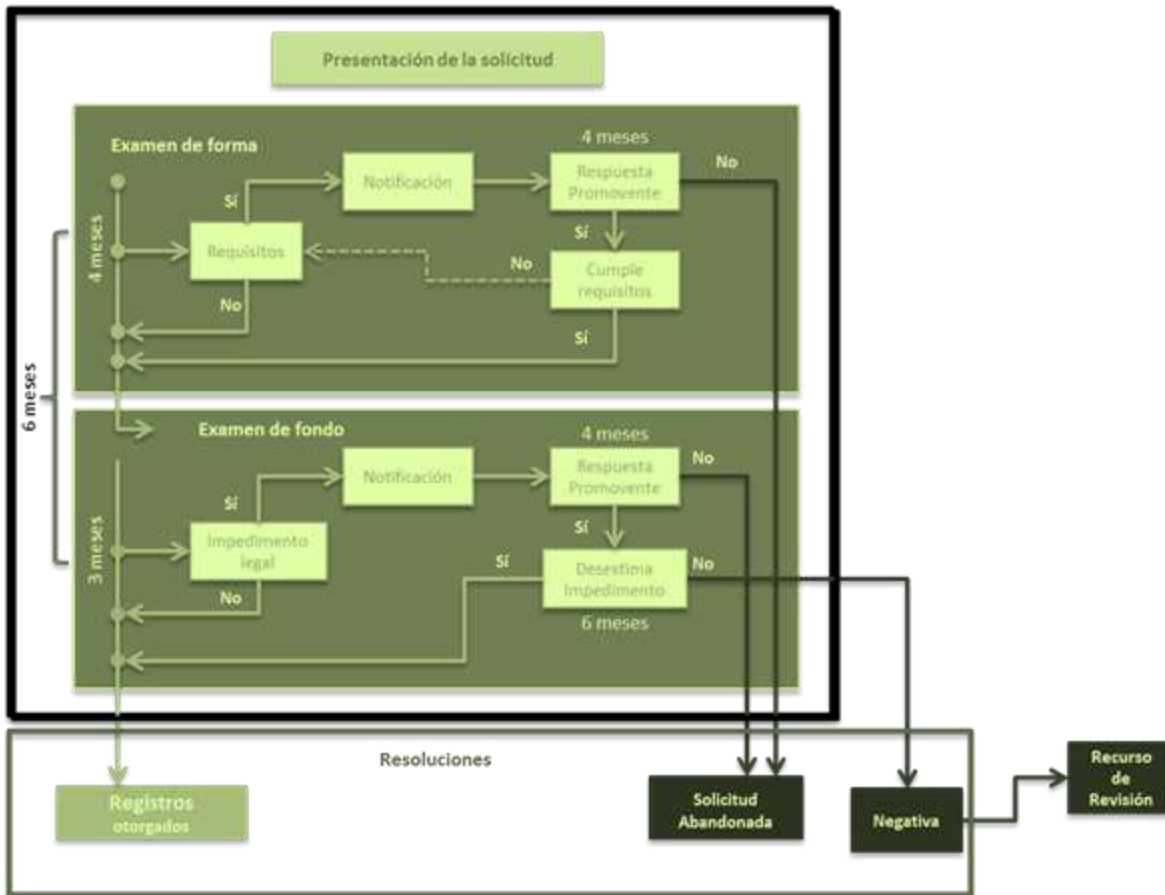 Presentación de la solicitud
Examen de forma
4 meses
No
Notificación
Respuesta
Promovente
Sí
Sí
4 meses
Requisitos
No
Cumple
requisitos
No
Sí
6 meses
Examen de fondo
4 meses
No
Notificación
Respuesta
Promovente
Sí
Sí
3 meses
Impedimento
legal
Sí
Desestima
Impedimento
No
No
6 meses
Resoluciones
Registros
otorgados
Solicitud
Abandonada
Negativa
Recurso
de
Revisión